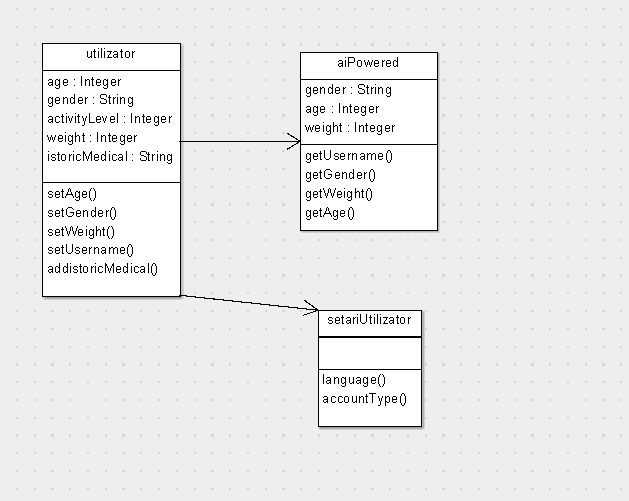 utilizator
age : Integer
gender : String
activityLevel : Integer
weight : Integer
istoricMedical : String
setAge()
setGender()
setWeight()
setUsername()
addistoricMedical()
aiPowered
gender : String
age : Integer
weight : Integer
getUsername()
getGender()
getWeight()
getAge()
setariUtilizator
language()
accountType()